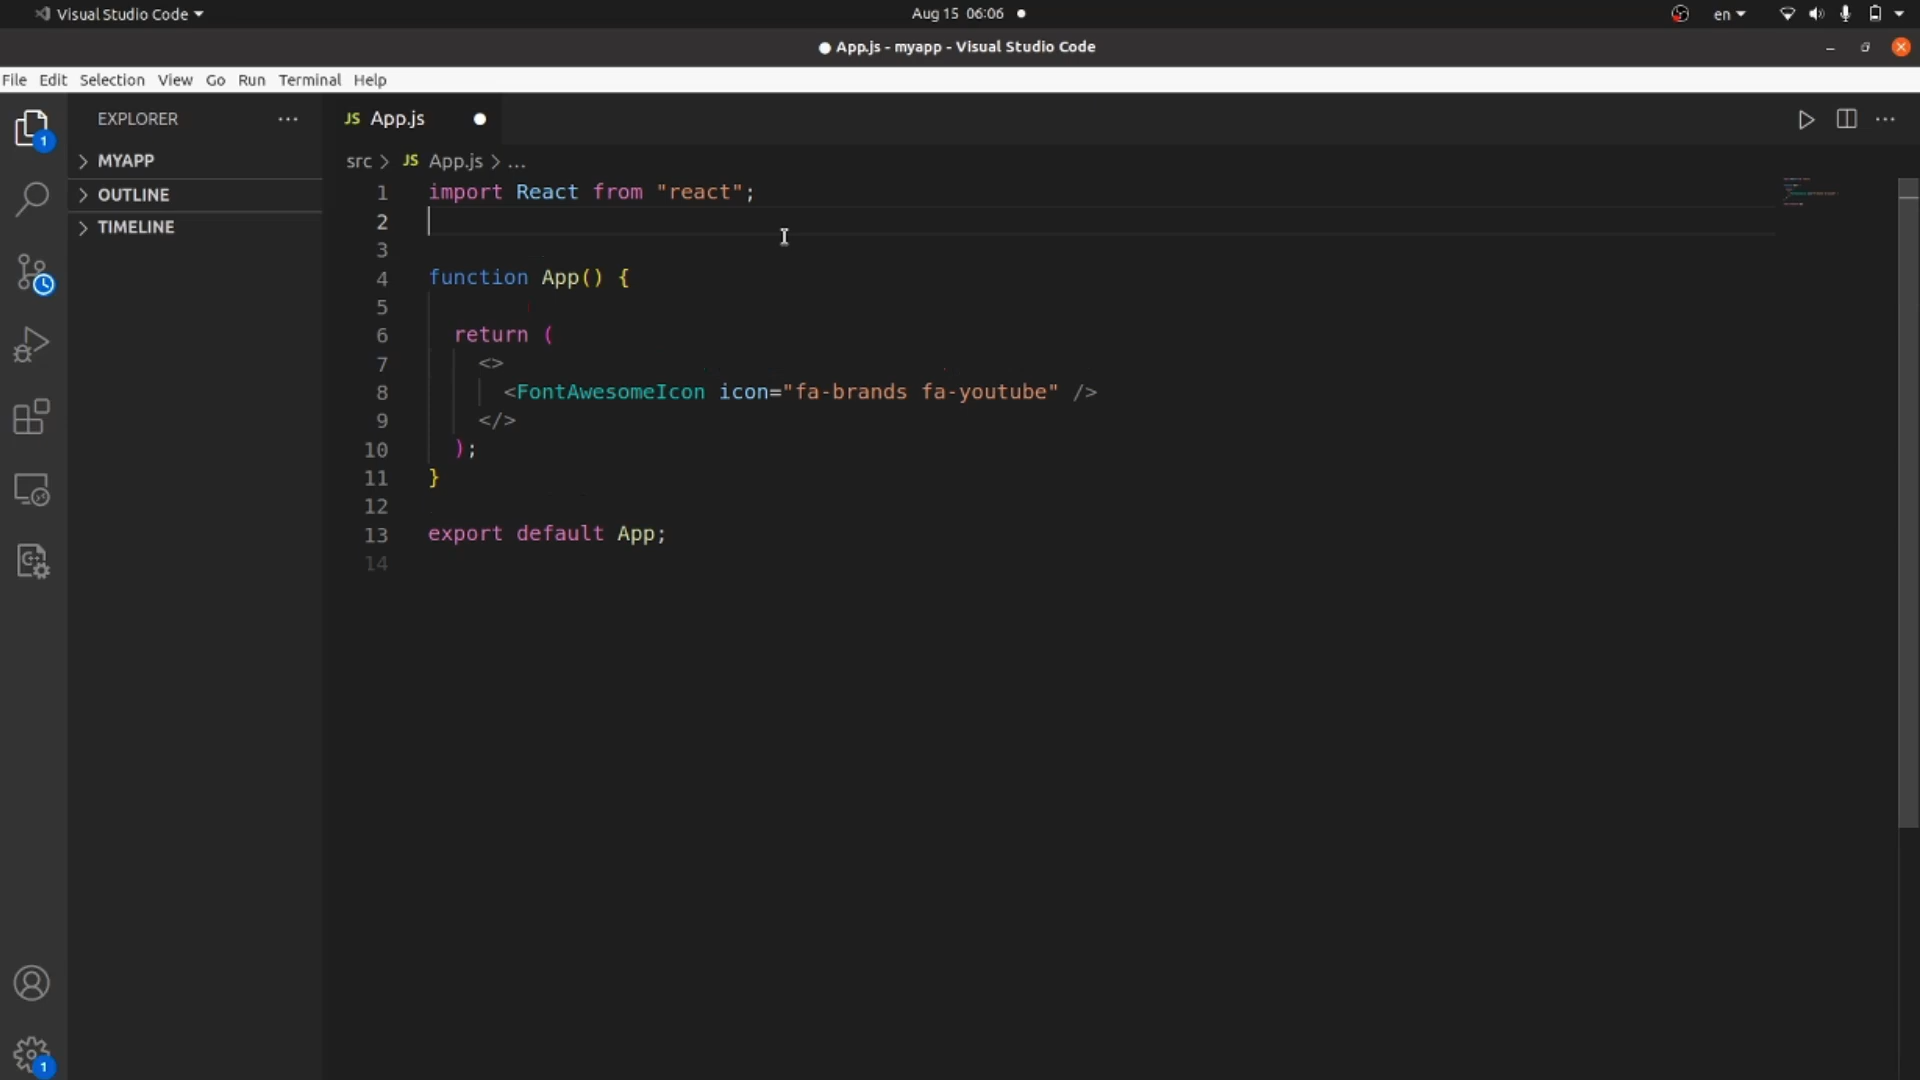 Visual Studio Code
Aug 15 06:06
en
App.js - myapp - Visual Studio Code
File Edit Selection View Go Run Terminal Help
EXPLORER
MYAPP
OUTLINE
TIMELINE
1
1
JS App.js
src > JS App.js > ...
1 import React from "react";
2
3
4 function App() {
5
6 return (
7 <>
8 <FontAwesomeIcon icon="fa-brands fa-youtube" />
9 </>
10 );
11 }
12
13 export default App;
14